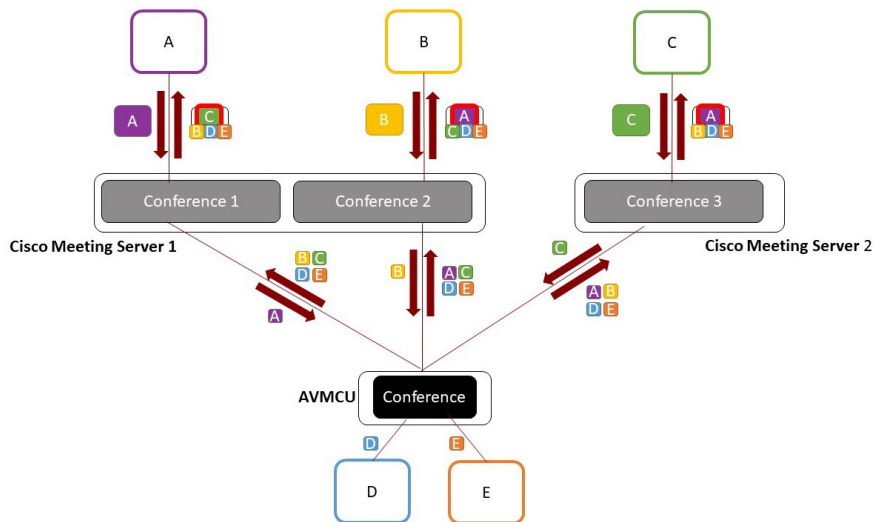 A
B
C
A
C
B D E
B
A
C D E
C
A
B D E
Conference 1
Conference 2
Conference 3
Cisco Meeting Server 1
Cisco Meeting Server 2
B C
D E
A
B
A C
D E
C
A B
D E
AVMCU
Conference
D
E
D
E